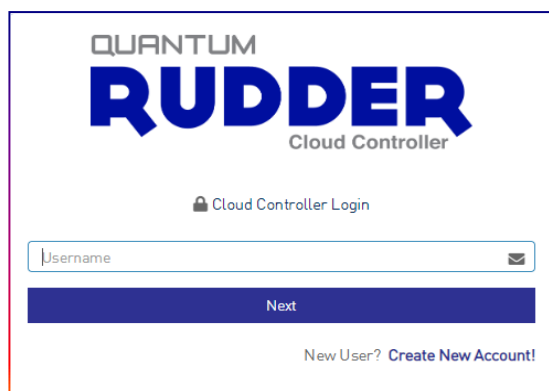 QUANTUM
RUDDER
Cloud Controller
Cloud Controller Login
Username
Next
New User? Create New Account!